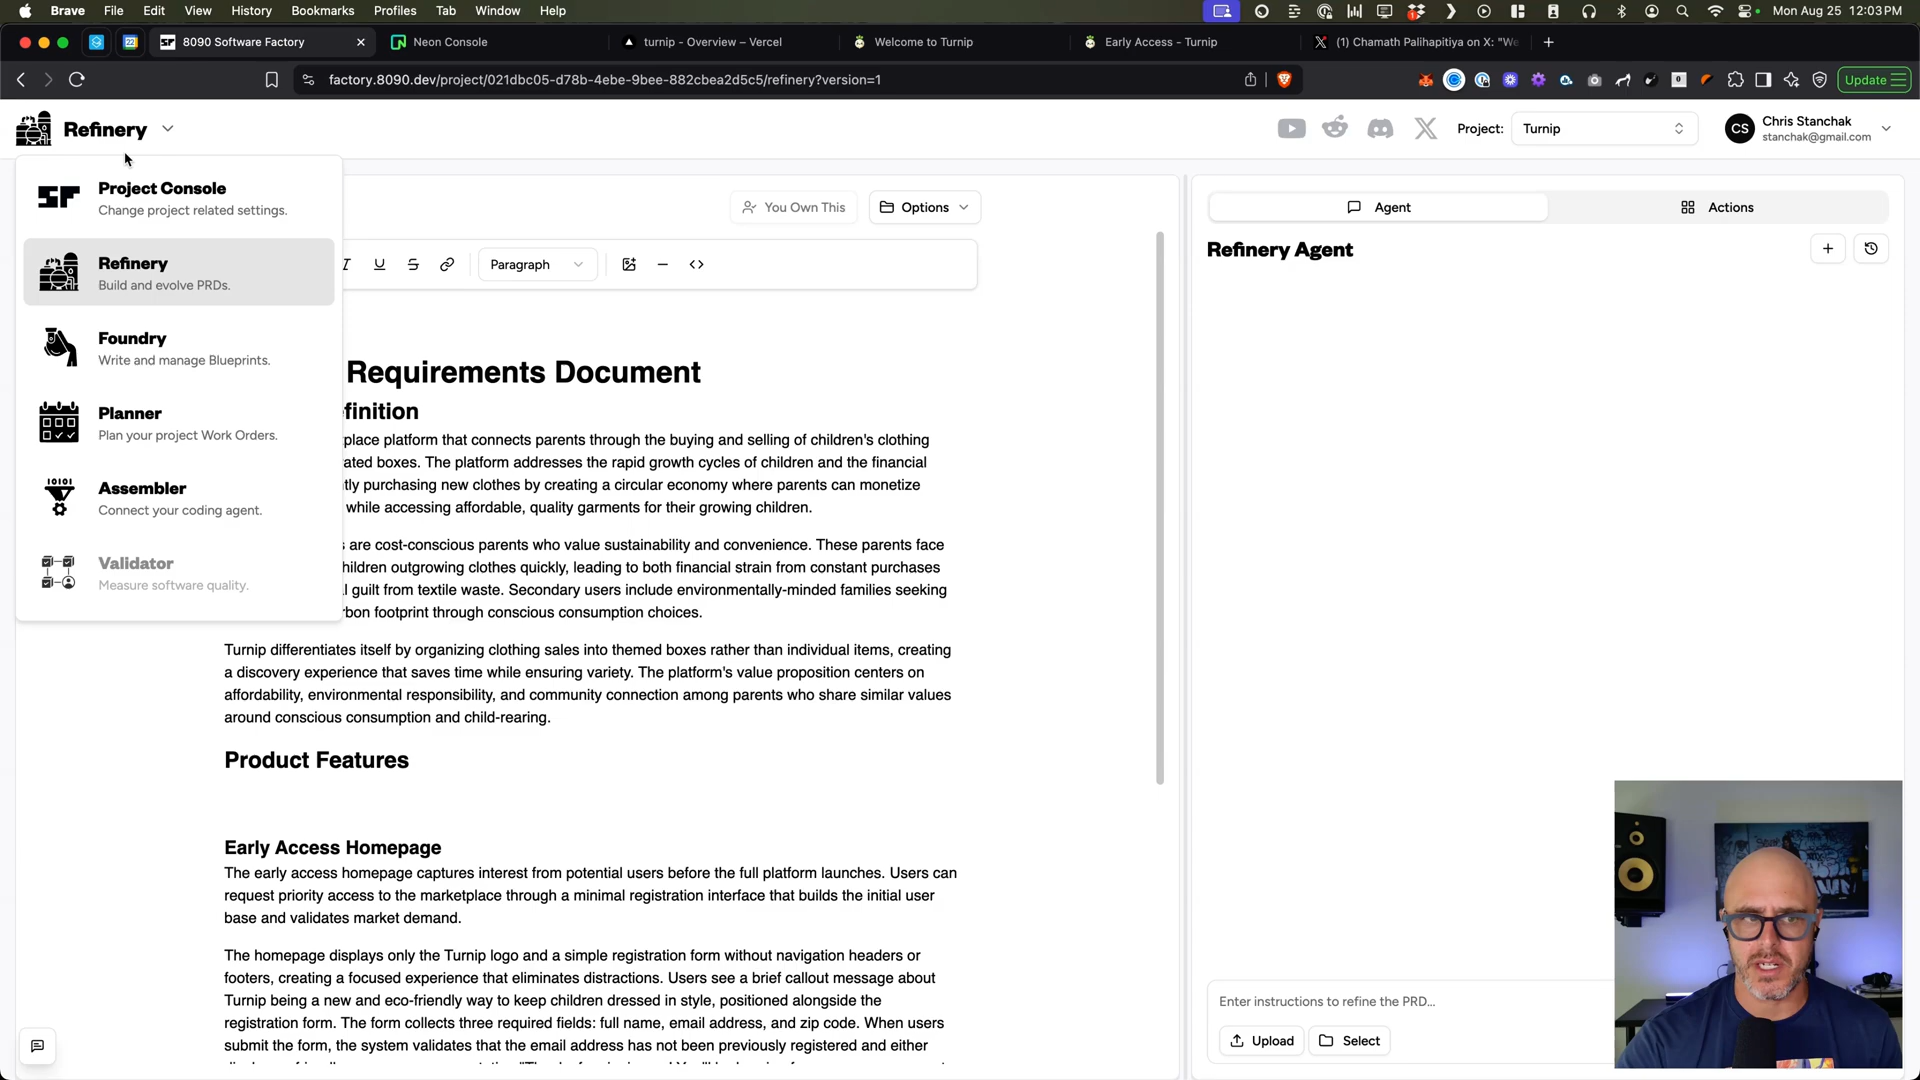 Brave File Edit View History Bookmarks Profiles Tab Window Help
Mon Aug 25 12:03 PM
22
8090 Software Factory
Neon Console
turnip - Overview – Vercel
Welcome to Turnip
Early Access - Turnip
(1) Chamath Palihapitiya on X: "We
factory.8090.dev/project/021dbc05-d78b-4ebe-9bee-882cbea2d5c5/refinery?version=1
Update
Refinery
Project:
Turnip
CS
Chris Stanchak
stanchak@gmail.com
SF
Project Console
Change project related settings.
Refinery
Build and evolve PRDs.
Foundry
Write and manage Blueprints.
Planner
Plan your project Work Orders.
10101
Assembler
Connect your coding agent.
Validator
Measure software quality.
You Own This
Options
Paragraph
Requirements Document
efinition
place platform that connects parents through the buying and selling of children's clothing
ated boxes. The platform addresses the rapid growth cycles of children and the financial
tly purchasing new clothes by creating a circular economy where parents can monetize
while accessing affordable, quality garments for their growing children.
s are cost-conscious parents who value sustainability and convenience. These parents face
hildren outgrowing clothes quickly, leading to both financial strain from constant purchases
l guilt from textile waste. Secondary users include environmentally-minded families seeking
rbon footprint through conscious consumption choices.
Turnip differentiates itself by organizing clothing sales into themed boxes rather than individual items, creating
a discovery experience that saves time while ensuring variety. The platform's value proposition centers on
affordability, environmental responsibility, and community connection among parents who share similar values
around conscious consumption and child-rearing.
Product Features
Early Access Homepage
The early access homepage captures interest from potential users before the full platform launches. Users can
request priority access to the marketplace through a minimal registration interface that builds the initial user
base and validates market demand.
The homepage displays only the Turnip logo and a simple registration form without navigation headers or
footers, creating a focused experience that eliminates distractions. Users see a brief callout message about
Turnip being a new and eco-friendly way to keep children dressed in style, positioned alongside the
registration form. The form collects three required fields: full name, email address, and zip code. When users
submit the form, the system validates that the email address has not been previously registered and either
Agent
Actions
Refinery Agent
Enter instructions to refine the PRD...
Upload
Select